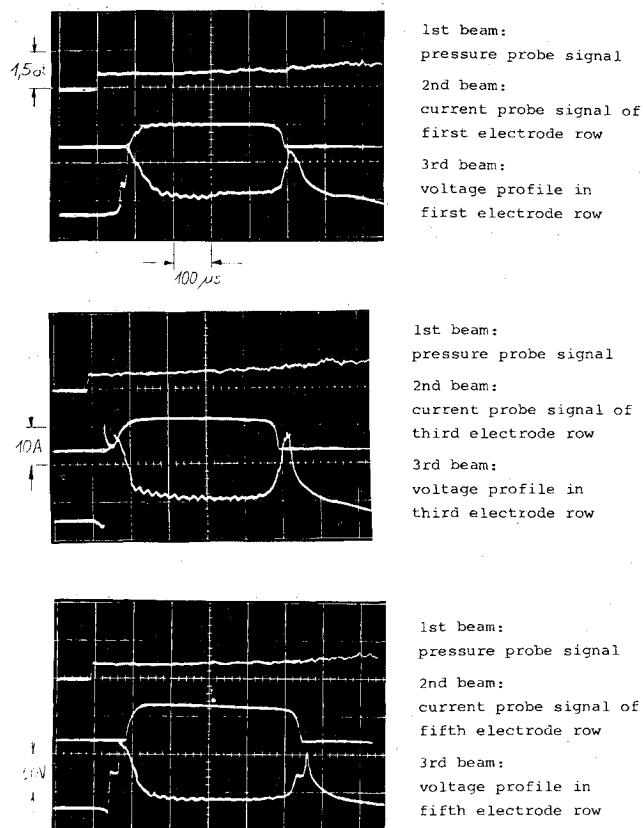 1st beam:
pressure probe signal
2nd beam:
current probe signal of
first electrode row
3rd beam:
voltage profile in
first electrode row
1,5at
100 µs
1st beam:
pressure probe signal
2nd beam:
current probe signal of
third electrode row
3rd beam:
voltage profile in
third electrode row
10A
1st beam:
pressure probe signal
2nd beam:
current probe signal of
fifth electrode row
3rd beam:
voltage profile in
fifth electrode row